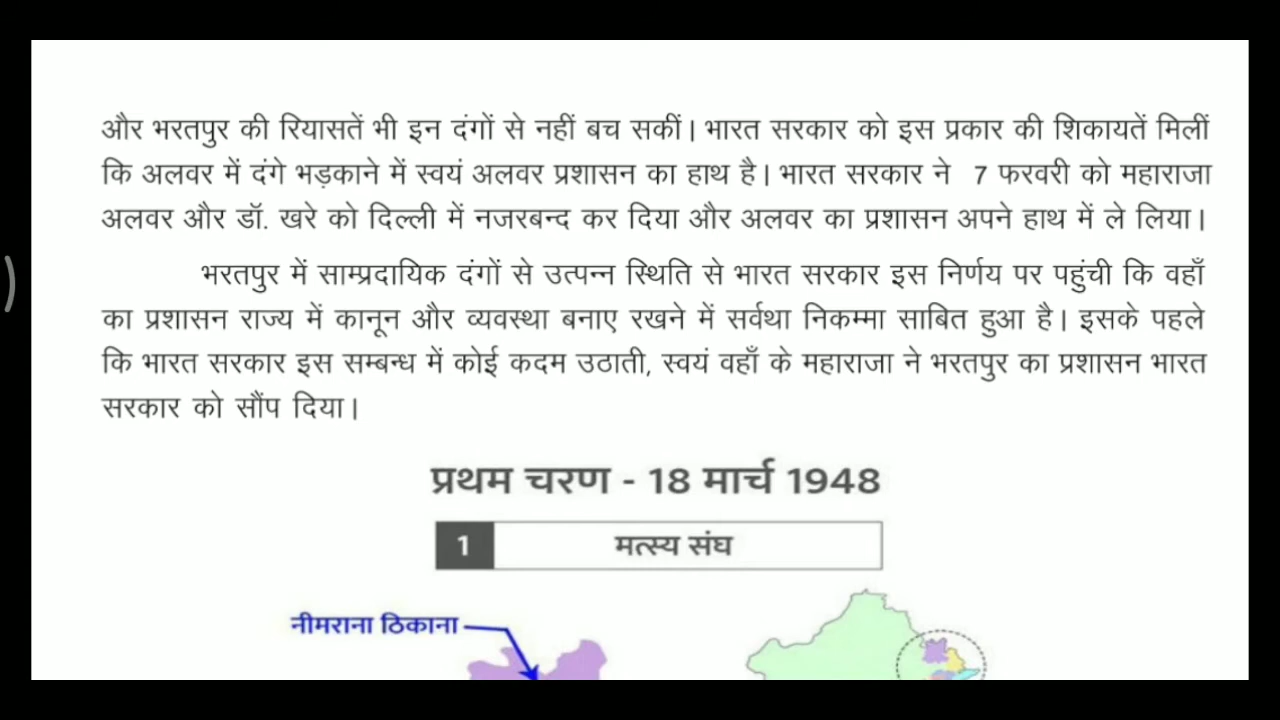 और भरतपुर की रियासतें भी इन दंगों से नहीं बच सकीं। भारत सरकार को इस प्रकार की शिकायतें मिलीं
कि अलवर में दंगे भड़काने में स्वयं अलवर प्रशासन का हाथ है। भारत सरकार ने 7 फरवरी को महाराजा
अलवर और डॉ. खरे को दिल्ली में नजरबन्द कर दिया और अलवर का प्रशासन अपने हाथ में ले लिया।
भरतपुर में साम्प्रदायिक दंगों से उत्पन्न स्थिति से भारत सरकार इस निर्णय पर पहुंची कि वहाँ
का प्रशासन राज्य में कानून और व्यवस्था बनाए रखने में सर्वथा निकम्मा साबित हुआ है। इसके पहले
कि भारत सरकार इस सम्बन्ध में कोई कदम उठाती, स्वयं वहाँ के महाराजा ने भरतपुर का प्रशासन भारत
सरकार को सौंप दिया।
प्रथम चरण - 18 मार्च 1948
1 मत्स्य संघ
नीमराना ठिकाना